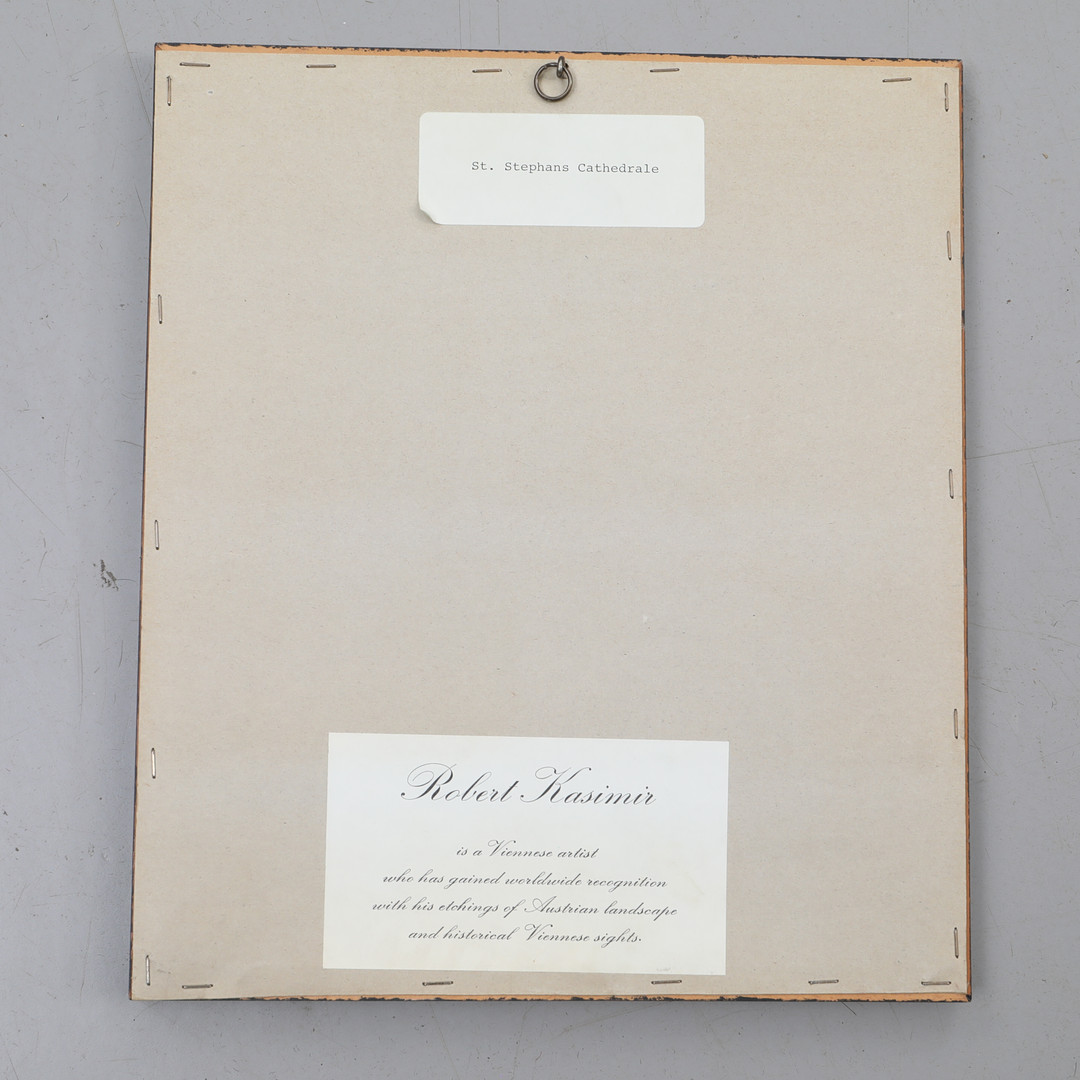 St. Stephans Cathedrale
Robert Kasimir
is a Viennese artist
who has gained worldwide recognition
with his etchings of Austrian landscape
and historical Viennese sights.